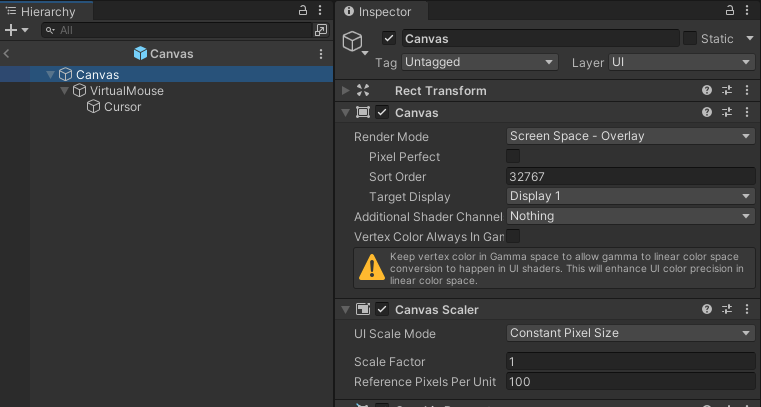 Hierarchy
All
Canvas
Canvas
VirtualMouse
Cursor
Inspector
Canvas
Static
Tag Untagged Layer UI
Rect Transform
Canvas
Render Mode Screen Space - Overlay
Pixel Perfect
Sort Order 32767
Target Display Display 1
Additional Shader Channel Nothing
Vertex Color Always In Gam
Keep vertex color in Gamma space to allow gamma to linear color space
conversion to happen in UI shaders. This will enhance UI color precision in
linear color space.
Canvas Scaler
UI Scale Mode Constant Pixel Size
Scale Factor 1
Reference Pixels Per Unit 100